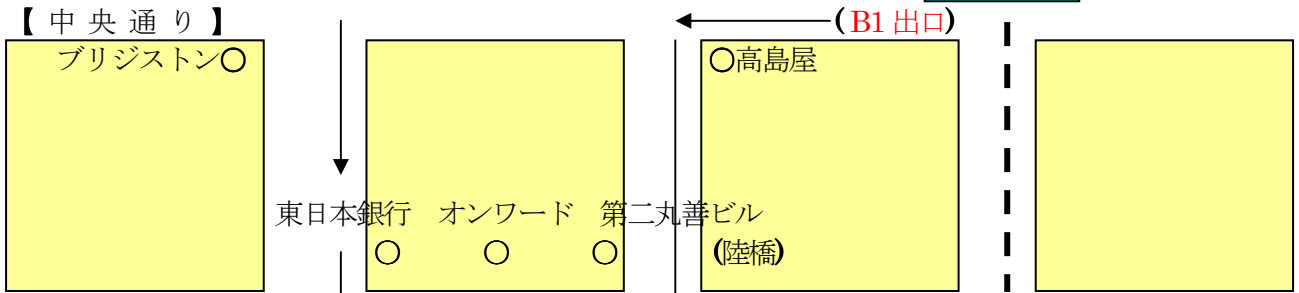 【中央通り】
(B1 出口)
ブリジストン
高島屋
東日本銀行　オンワード　第二丸善ビル
(陸橋)